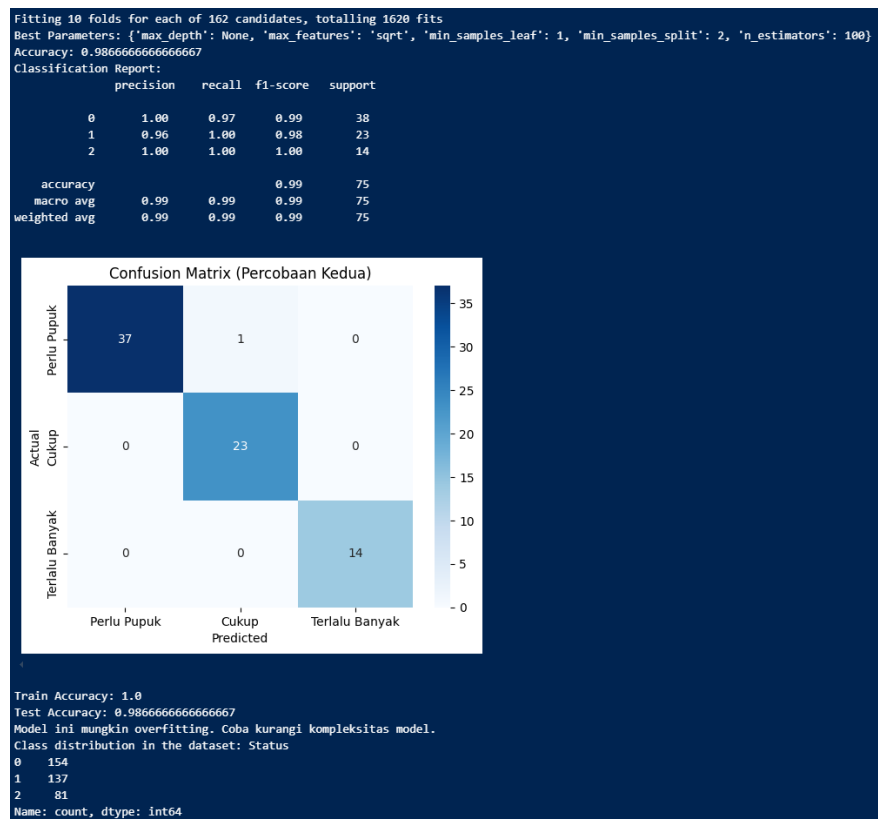 Fitting 10 folds for each of 162 candidates, totalling 1620 fits
Best Parameters: {'max_depth': None, 'max_features': 'sqrt', 'min_samples_leaf': 1, 'min_samples_split': 2, 'n_estimators': 100}
Accuracy: 0.9866666666666667
Classification Report:
precision recall f1-score support
0 1.00 0.97 0.99 38
1 0.96 1.00 0.98 23
2 1.00 1.00 1.00 14
accuracy 0.99 75
macro avg 0.99 0.99 0.99 75
weighted avg 0.99 0.99 0.99 75
Confusion Matrix (Percobaan Kedua)
Actual
Perlu Pupuk 37 1 0
Cukup 0 23 0
Terlalu Banyak 0 0 14
Perlu Pupuk Cukup Terlalu Banyak
Predicted
35
30
25
20
15
10
5
0
Train Accuracy: 1.0
Test Accuracy: 0.9866666666666667
Model ini mungkin overfitting. Coba kurangi kompleksitas model.
Class distribution in the dataset: Status
0 154
1 137
2 81
Name: count, dtype: int64